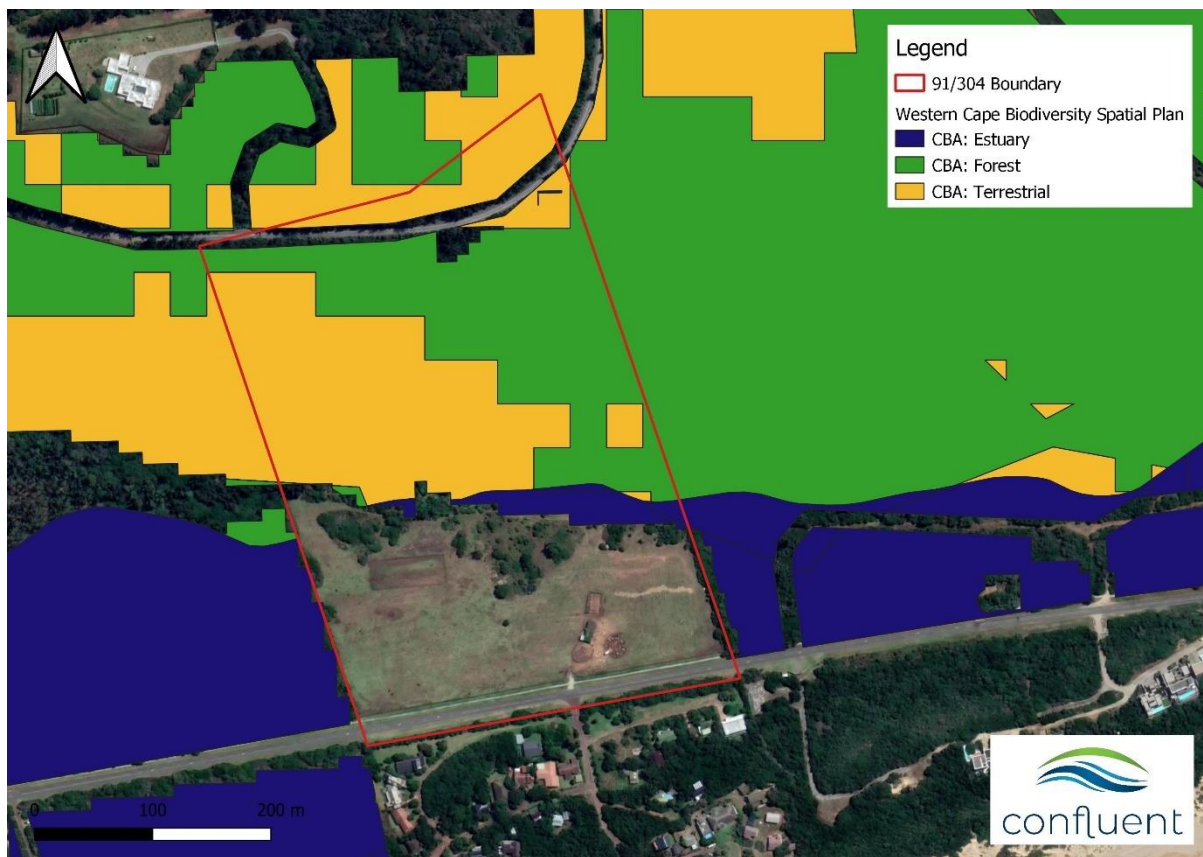 Legend
91/304 Boundary
Western Cape Biodiversity Spatial Plan
CBA: Estuary
CBA: Forest
CBA: Terrestrial
0 100 200 m
confluent